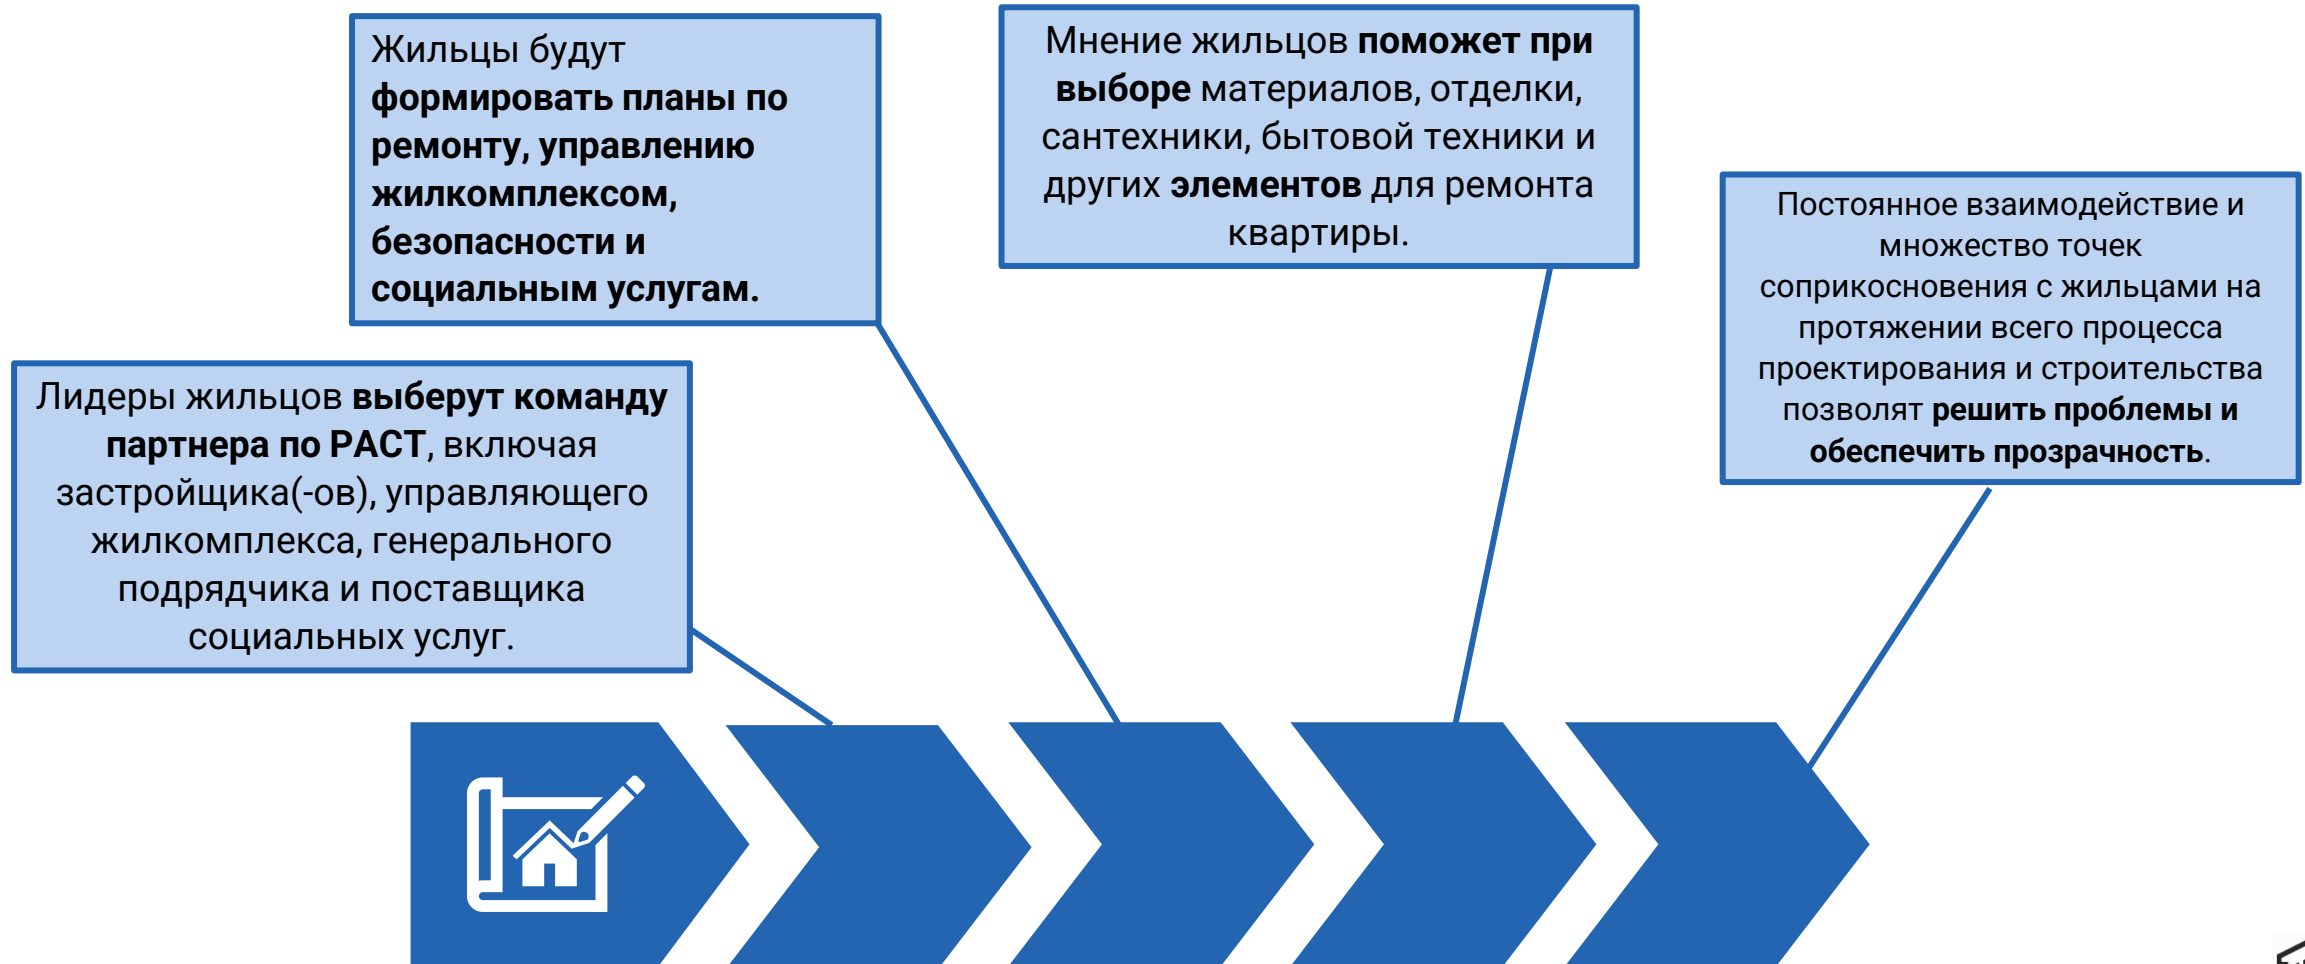 Жильцы будут
формировать планы по
ремонту, управлению
жилкомплексом,
безопасности и
социальным услугам.
Мнение жильцов поможет при
выборе материалов, отделки,
сантехники, бытовой техники и
других элементов для ремонта
квартиры.
Постоянное взаимодействие и
множество точек
соприкосновения с жильцами на
протяжении всего процесса
проектирования и строительства
позволят решить проблемы и
обеспечить прозрачность.
Лидеры жильцов выберут команду
партнера по PACT, включая
застройщика(-ов), управляющего
жилкомплекса, генерального
подрядчика и поставщика
социальных услуг.